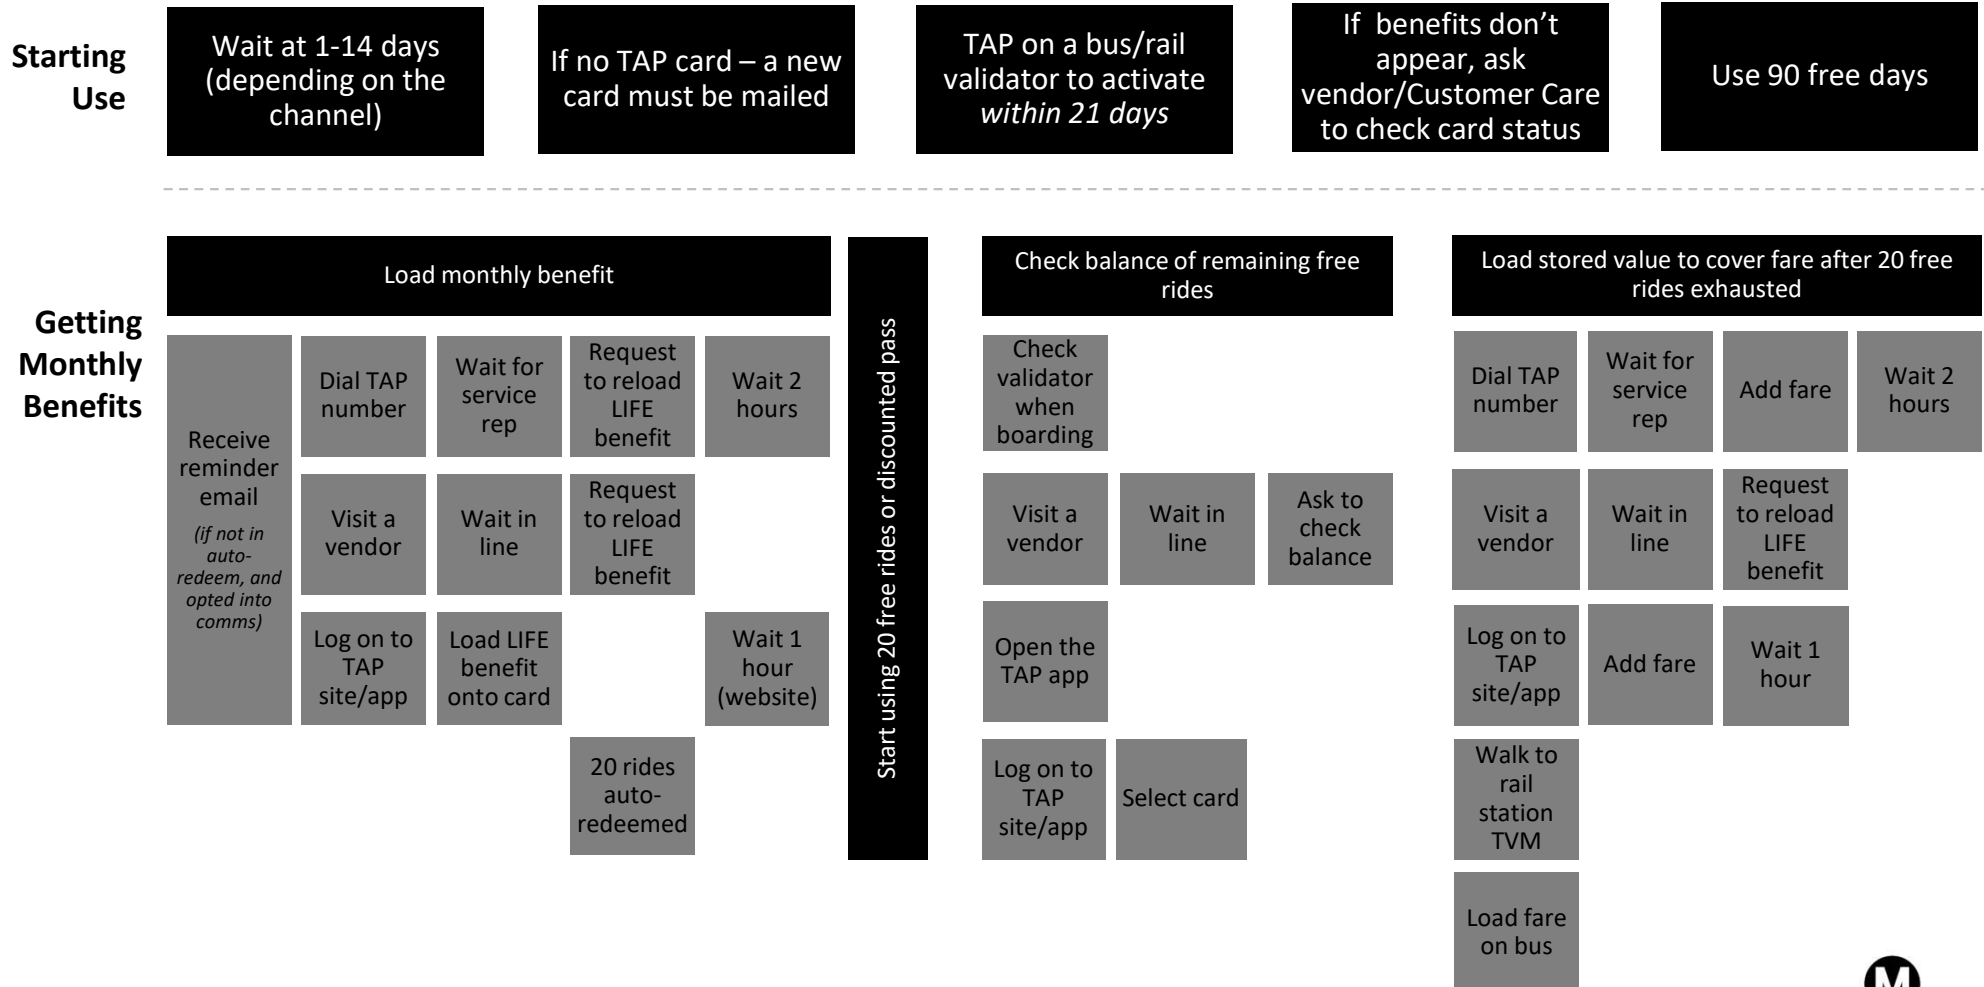 Starting
Use
Wait at 1-14 days
(depending on the
channel)
If no TAP card – a new
card must be mailed
TAP on a bus/rail
validator to activate
within 21 days
If  benefits don’t
appear, ask
vendor/Customer Care
to check card status
Use 90 free days
Getting
Monthly
Benefits
Load monthly benefit
Receive
reminder
email
(if not in
auto-
redeem, and
opted into
comms)
Dial TAP
number
Wait for
service
rep
Request
to reload
LIFE
benefit
Wait 2
hours
Visit a
vendor
Wait in
line
Request
to reload
LIFE
benefit
Log on to
TAP
site/app
Load LIFE
benefit
onto card
Wait 1
hour
(website)
20 rides
auto-
redeemed
Start using 20 free rides or discounted pass
Check balance of remaining free
rides
Check
validator
when
boarding
Visit a
vendor
Wait in
line
Ask to
check
balance
Open the
TAP app
Log on to
TAP
site/app
Select card
Load stored value to cover fare after 20 free
rides exhausted
Dial TAP
number
Wait for
service
rep
Add fare
Wait 2
hours
Visit a
vendor
Wait in
line
Request
to reload
LIFE
benefit
Log on to
TAP
site/app
Add fare
Wait 1
hour
Walk to
rail
station
TVM
Load fare
on bus
M